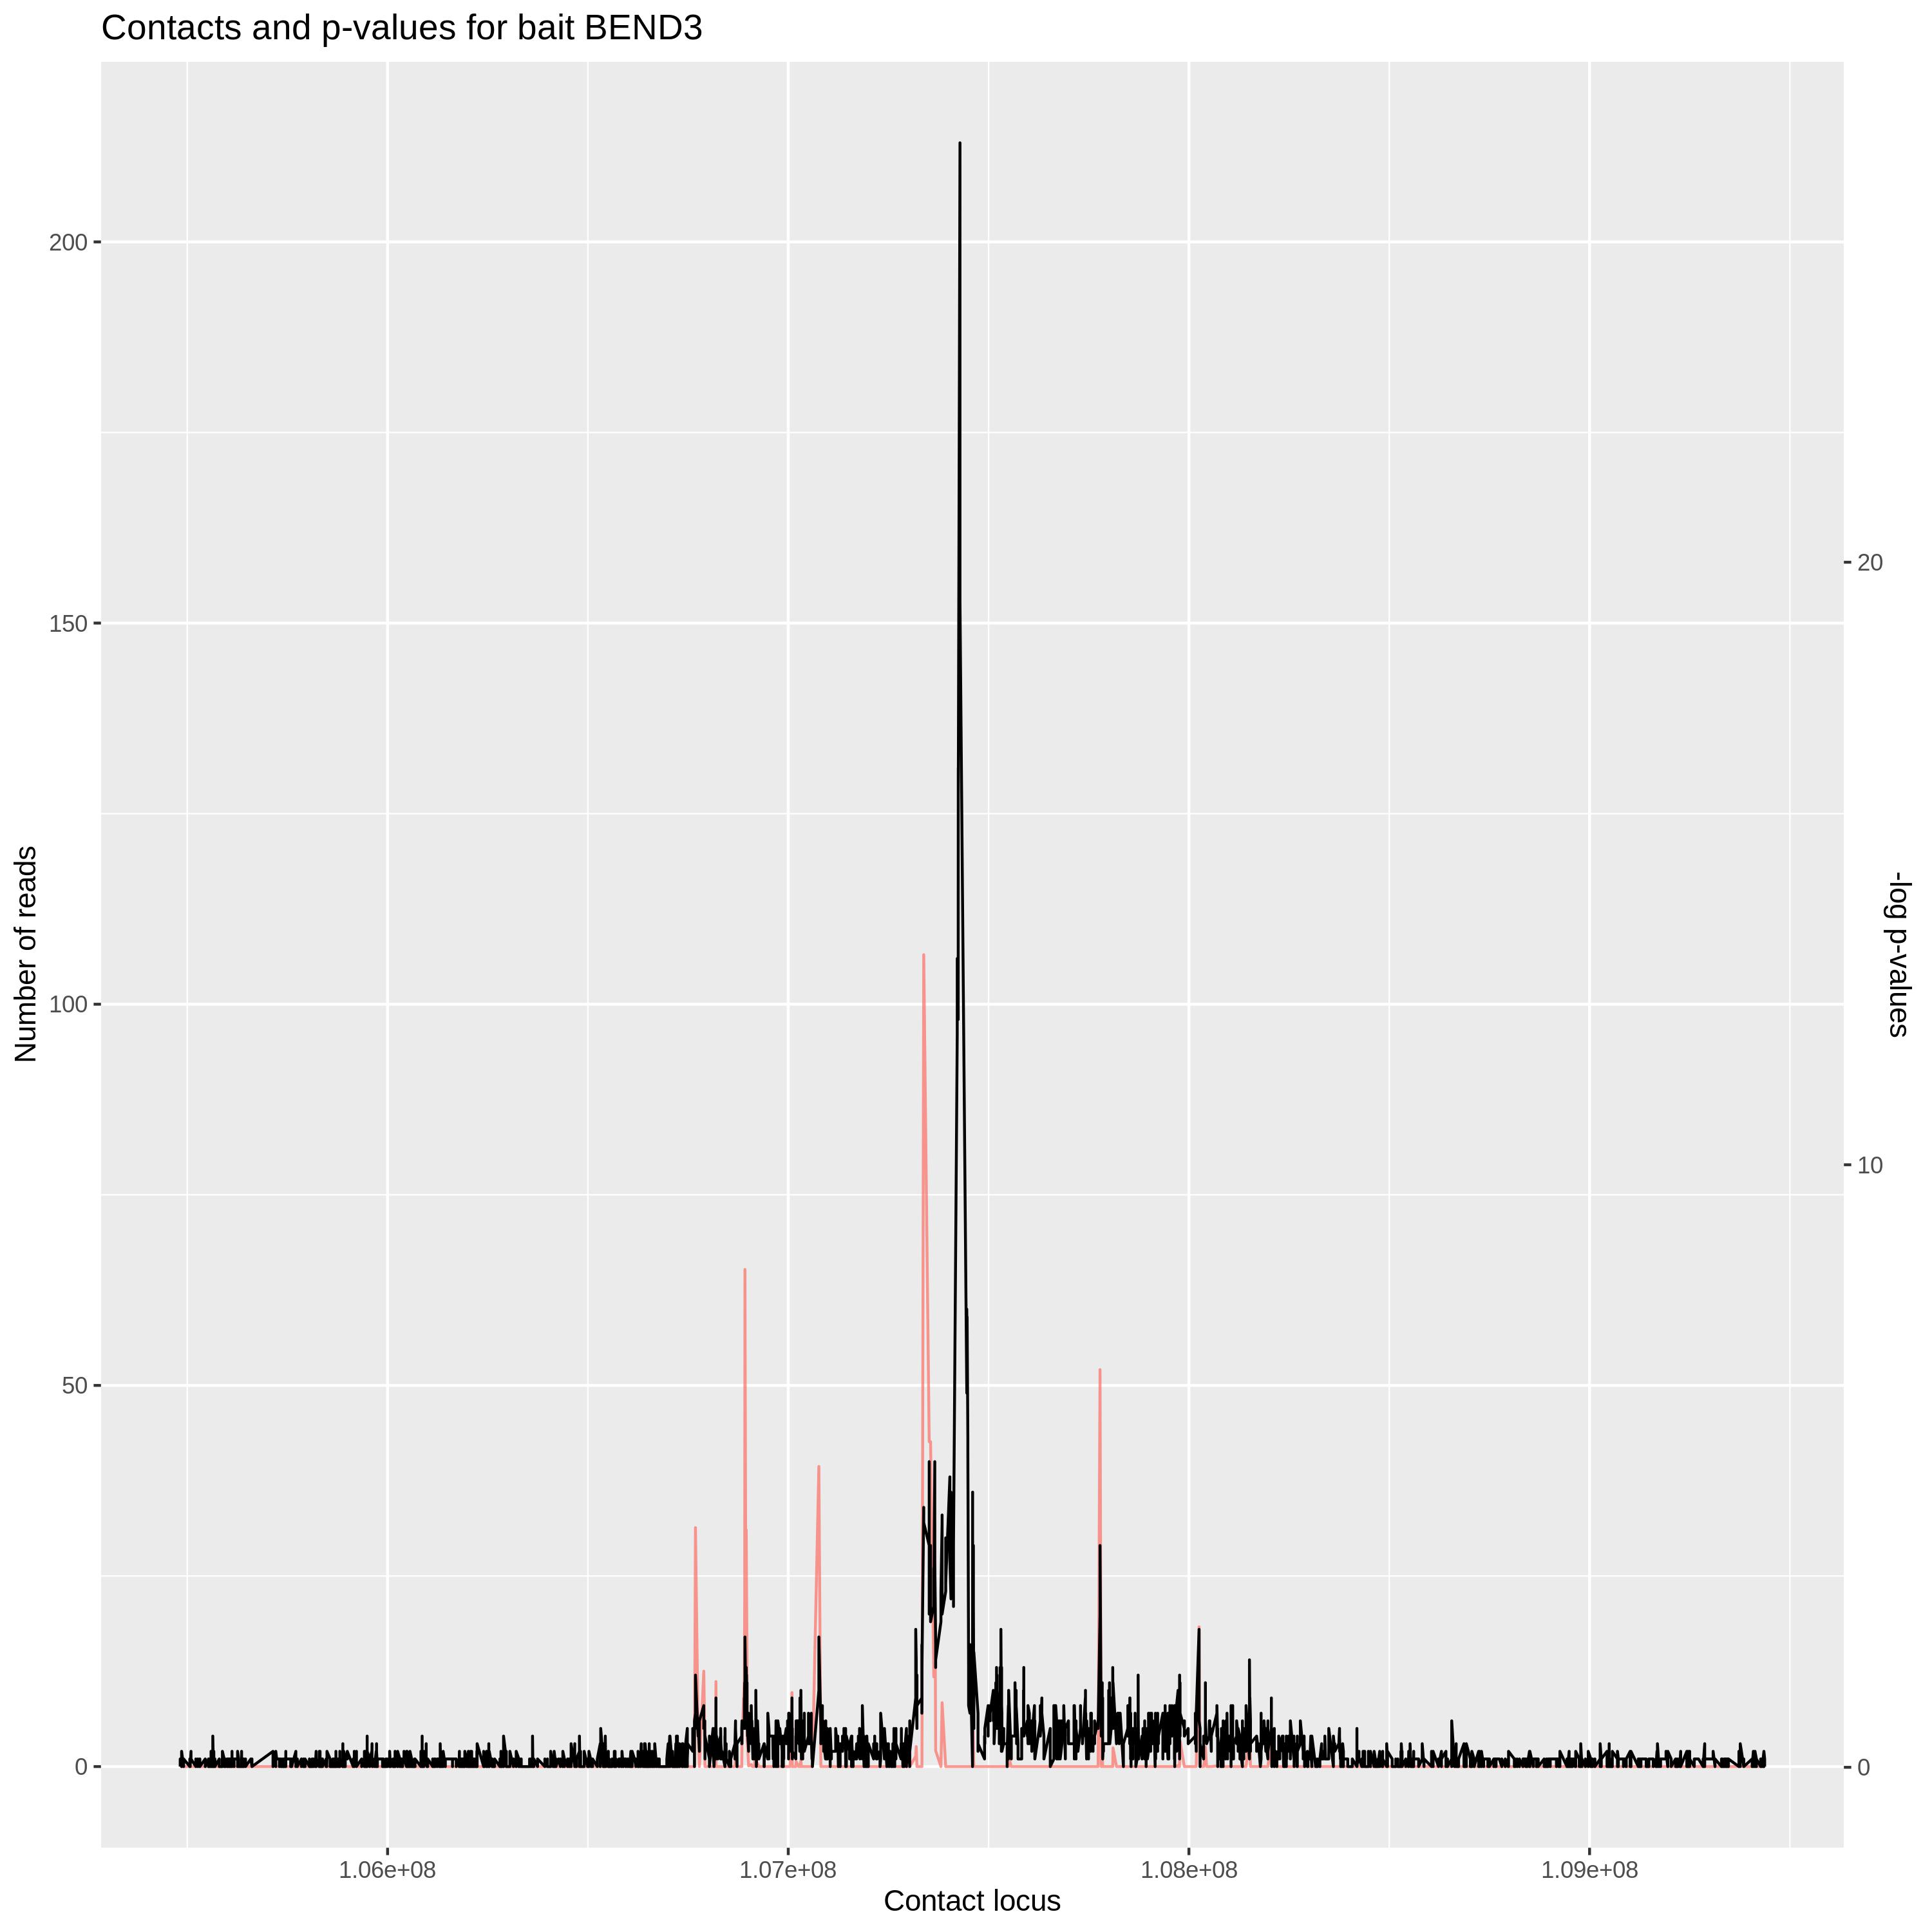 Contacts and p-values for bait BEND3
200
150
100
50
0
Number of reads
20
10
0
-log p-values
1.06e+08
1.07e+08
1.08e+08
1.09e+08
Contact locus